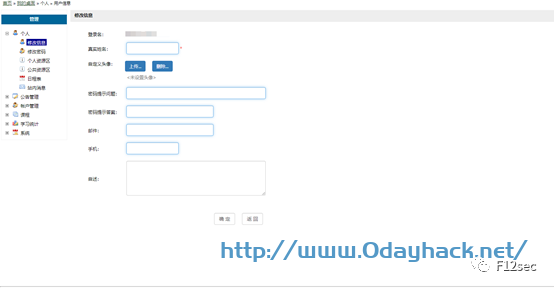 首页 » 我的桌面 » 个人 » 用户信息
管理
修改信息
个人
修改信息
修改密码
个人资源区
公共资源区
日程表
站内消息
公告管理
帐户管理
课程
学习统计
系统
登录名:
真实姓名: *
自定义头像: 上传... 删除...
<未设置头像>
密码提示问题:
密码提示答案:
邮件:
手机:
自述:
确 定 返 回
http://www.0dayhack.net/
F12sec